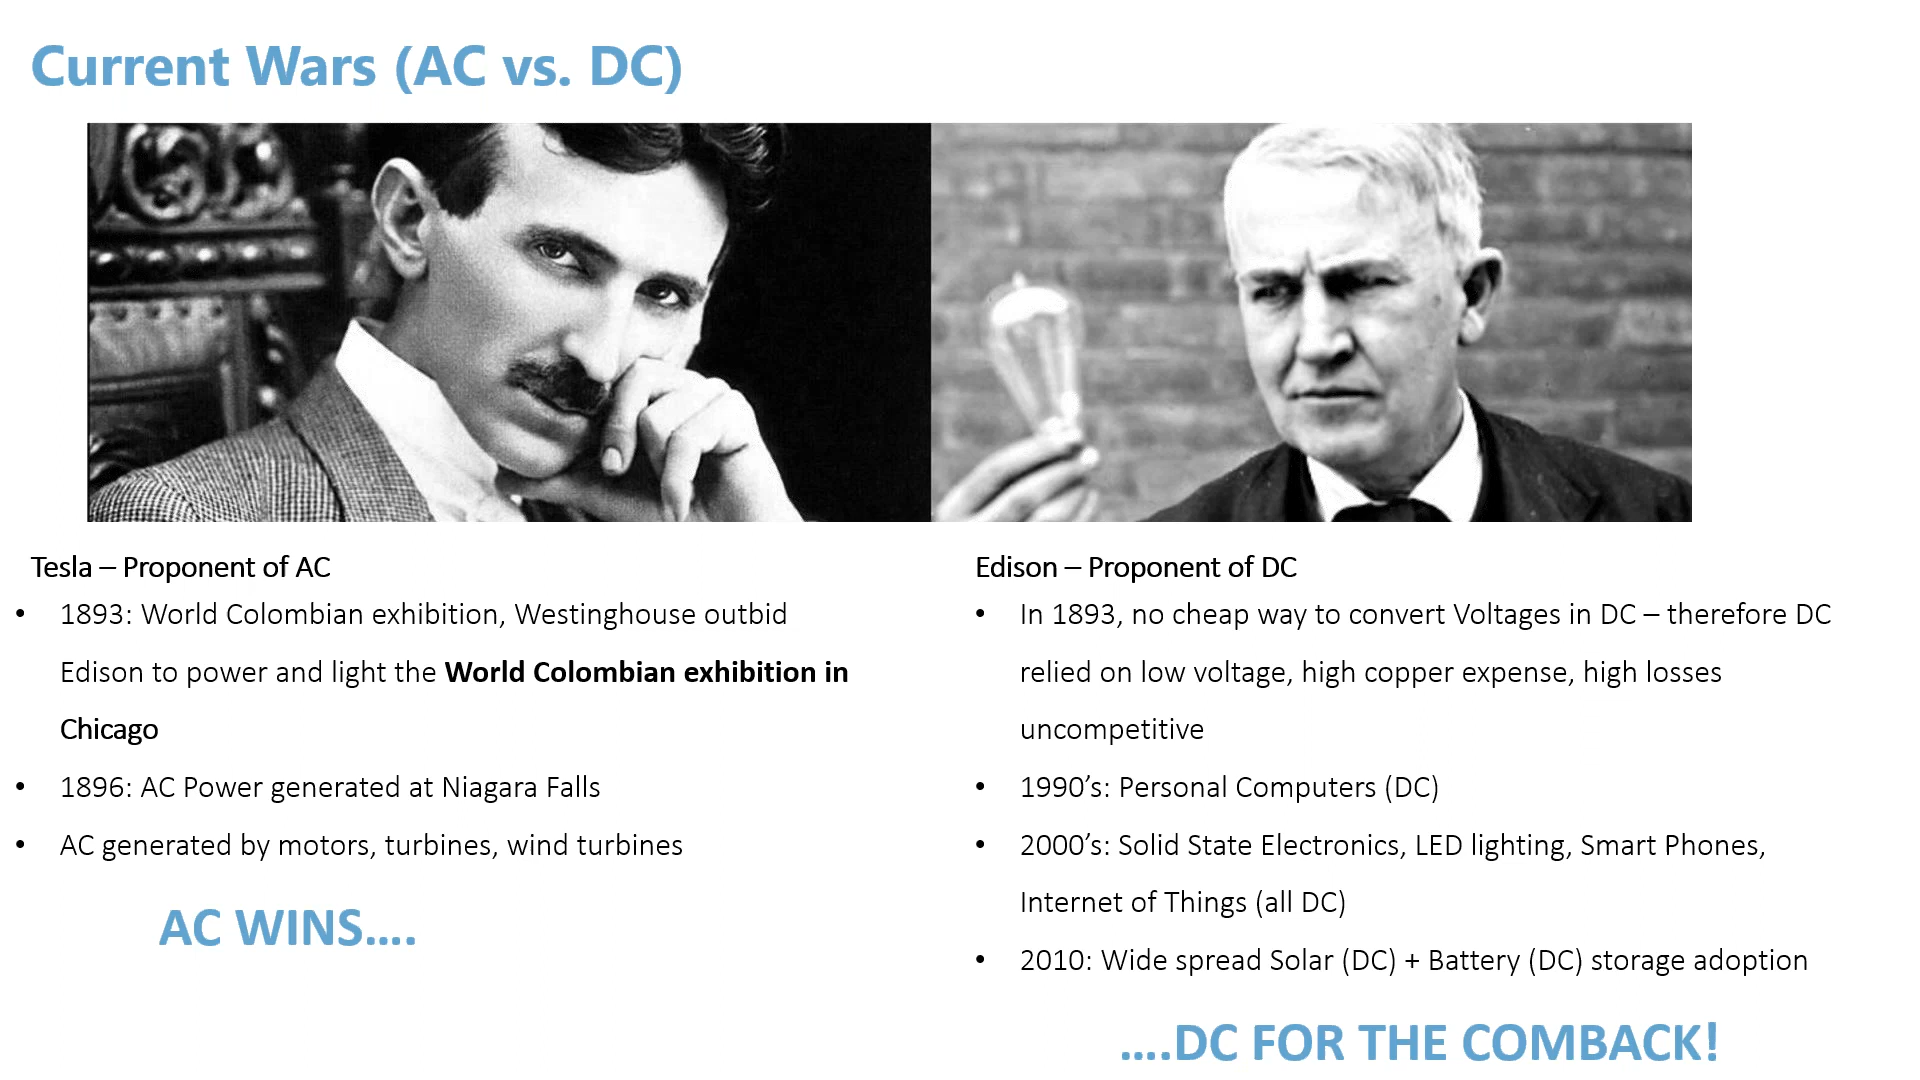 Current Wars (AC vs. DC)
Tesla – Proponent of AC
• 1893: World Colombian exhibition, Westinghouse outbid
Edison to power and light the World Colombian exhibition in
Chicago
• 1896: AC Power generated at Niagara Falls
• AC generated by motors, turbines, wind turbines
AC WINS....
Edison – Proponent of DC
• In 1893, no cheap way to convert Voltages in DC – therefore DC
relied on low voltage, high copper expense, high losses
uncompetitive
• 1990’s: Personal Computers (DC)
• 2000’s: Solid State Electronics, LED lighting, Smart Phones,
Internet of Things (all DC)
• 2010: Wide spread Solar (DC) + Battery (DC) storage adoption
....DC FOR THE COMBACK!